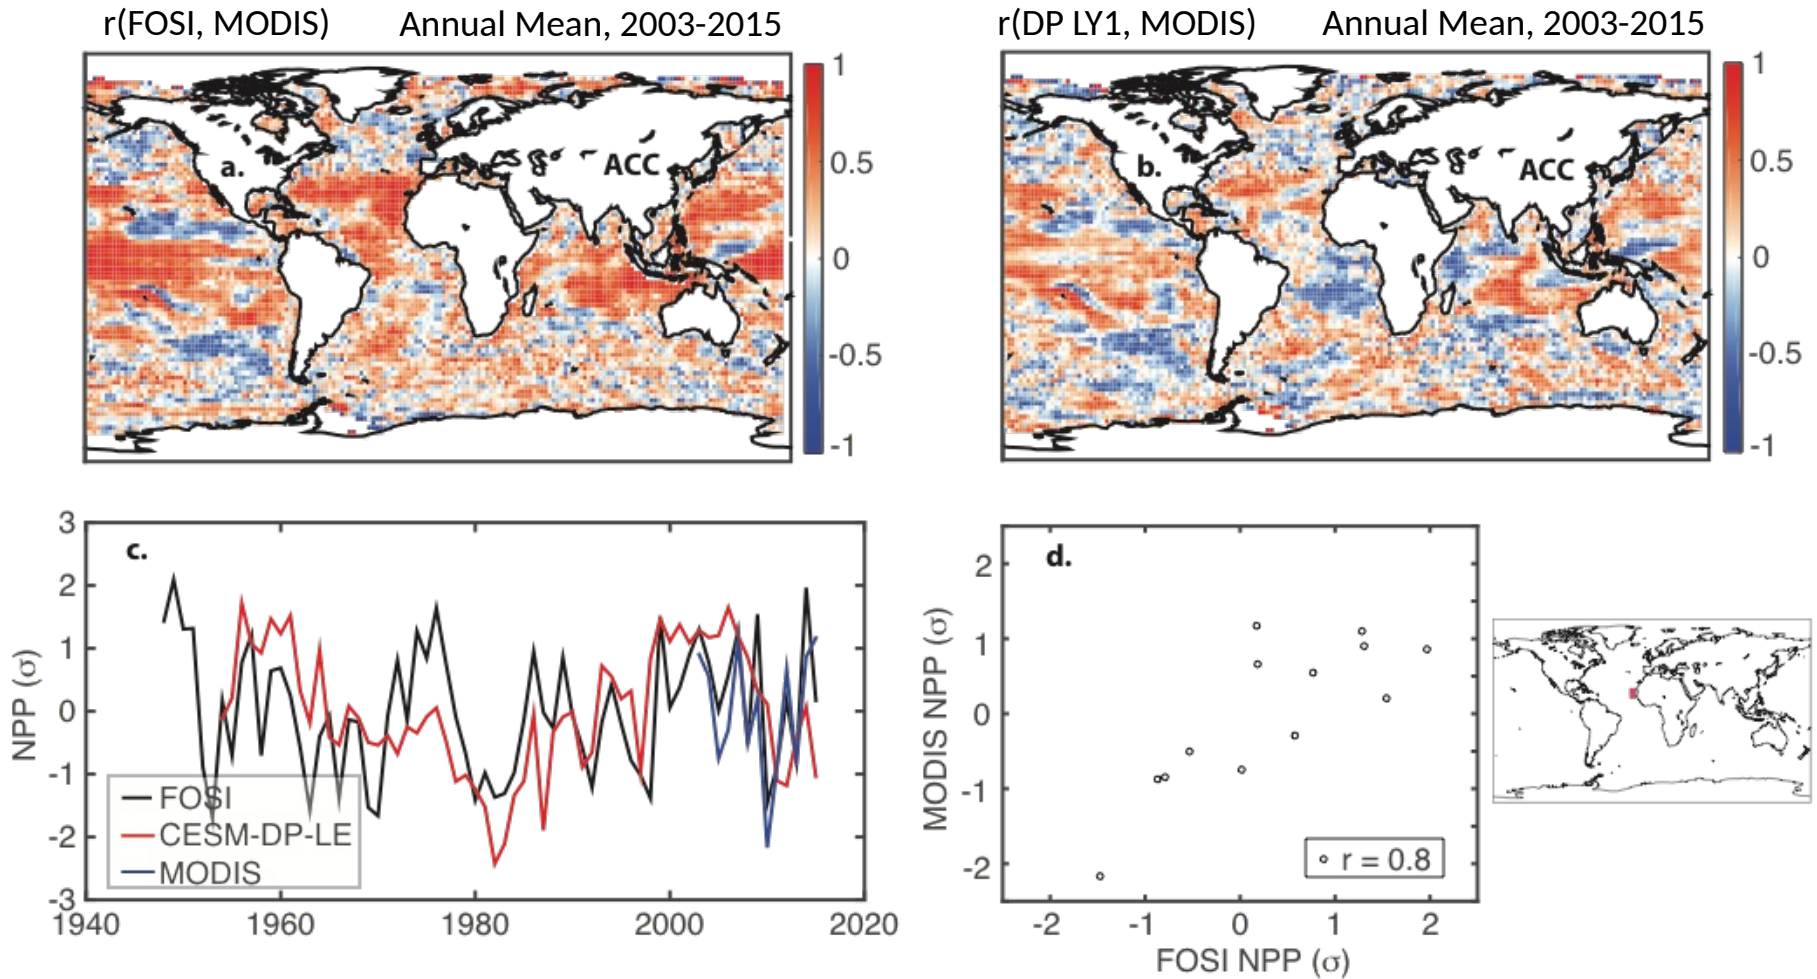 r(FOSI, MODIS) Annual Mean, 2003-2015
1
0.5
0
-0.5
-1
a.
ACC
r(DP LY1, MODIS) Annual Mean, 2003-2015
1
0.5
0
-0.5
-1
b.
ACC
c.
NPP (σ)
3
2
1
0
-1
-2
-3
1940 1960 1980 2000 2020
FOSI
CESM-DP-LE
MODIS
d.
MODIS NPP (σ)
2
1
0
-1
-2
-2 -1 0 1 2
FOSI NPP (σ)
r = 0.8